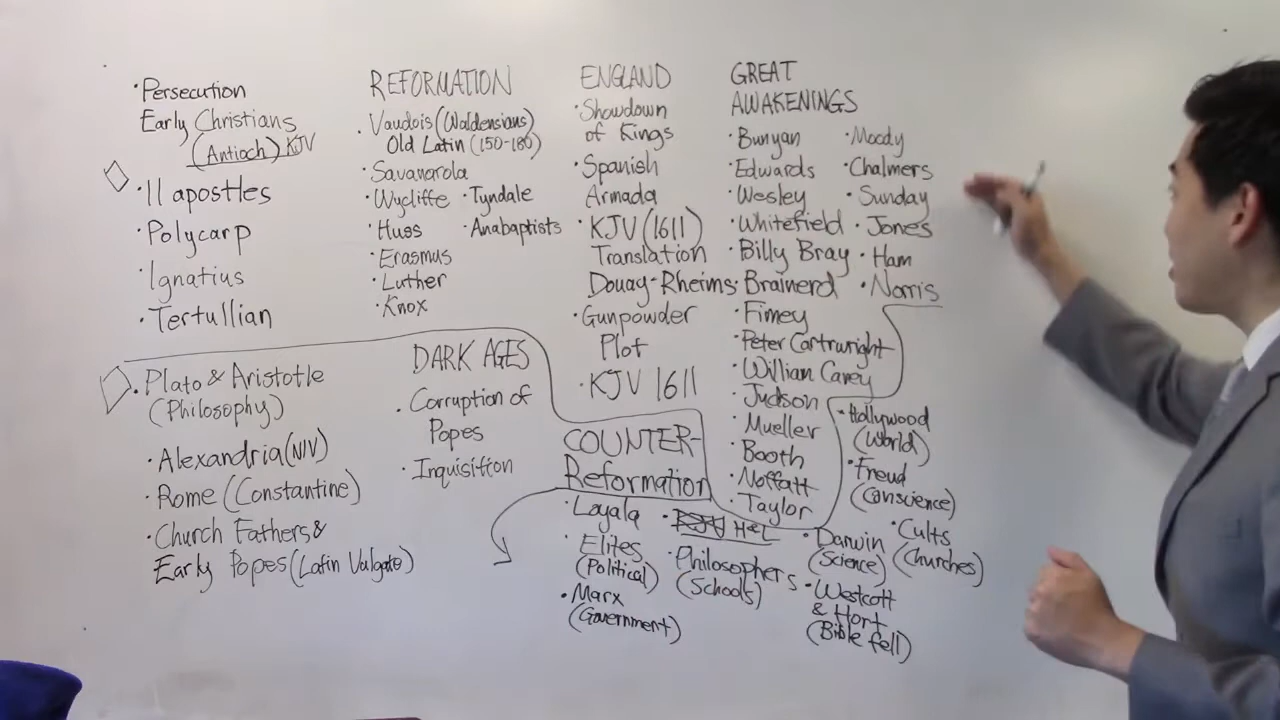 ·Persecution
Early Christians
(Antioch) KJV
·11 apostles
·Polycarp
·Ignatius
·Tertullian
·Plato & Aristotle
(Philosophy)
·Alexandria (NIV)
·Rome (Constantine)
·Church Fathers &
Early Popes (Latin Vulgate)
REFORMATION
·Vaudois (Waldensians)
Old Latin (150-180)
·Savanarola
·Wycliffe ·Tyndale
·Huss ·Anabaptists
·Erasmus
·Luther
·Knox
DARK AGES
·Corruption of
Popes
·Inquisition
ENGLAND
·Showdown
of Kings
·Spanish
Armada
·KJV (1611)
Translation
Douay-Rheims
·Gunpowder
Plot
·KJV 1611
COUNTER-
Reformation
·Loyala
·Elites
(Political)
·Marx
(Government)
H&L
·Philosophers
(Schools)
GREAT
AWAKENINGS
·Bunyan ·Moody
·Edwards ·Chalmers
·Wesley ·Sunday
·Whitefield ·Jones
·Billy Bray ·Ham
·Brainerd ·Norris
·Finney
·Peter Cartwright
·William Carey
·Judson
·Mueller
·Booth
·Noffatt
·Taylor
·Hollywood
(World)
·Freud
(Conscience)
·Cults
(Churches)
·Darwin
(Science)
·Westcott
& Hort
(Bible fell)